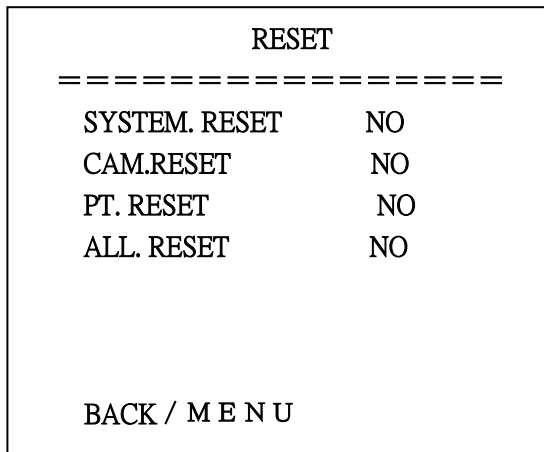 RESET
=================
SYSTEM. RESET NO
CAM.RESET NO
PT. RESET NO
ALL. RESET NO
BACK / M E N U